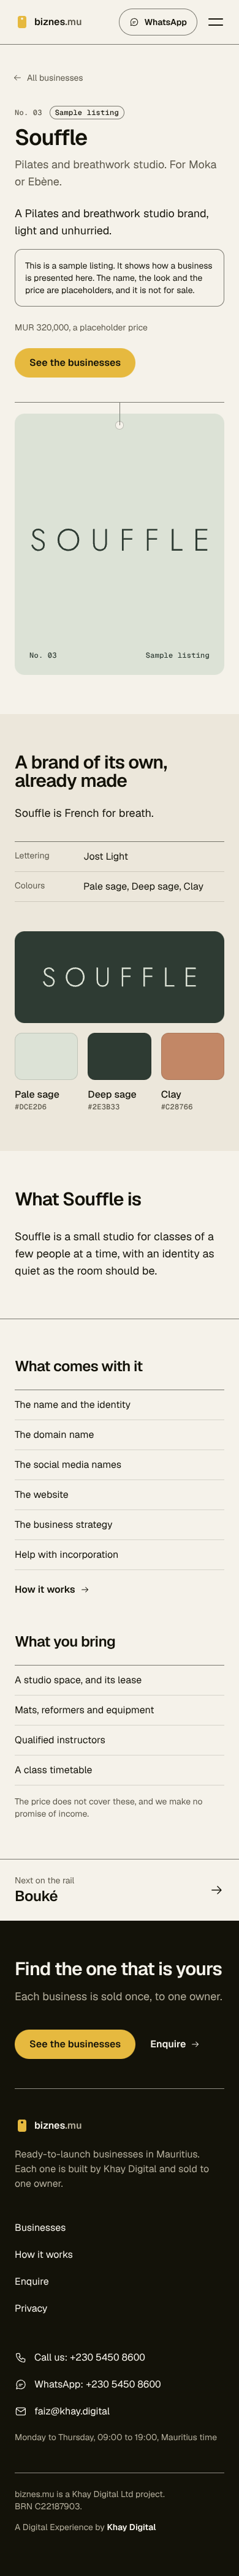 biznes.mu
WhatsApp
All businesses
No. 03 Sample listing
Souffle
Pilates and breathwork studio. For Moka
or Ebène.
A Pilates and breathwork studio brand,
light and unhurried.
This is a sample listing. It shows how a business
is presented here. The name, the look and the
price are placeholders, and it is not for sale.
MUR 320,000, a placeholder price
See the businesses
SOUFFLE
No. 03 Sample listing
A brand of its own,
already made
Souffle is French for breath.
Lettering Jost Light
Colours Pale sage, Deep sage, Clay
SOUFFLE
Pale sage Deep sage Clay
#DCE2D6 #2E3B33 #C28766
What Souffle is
Souffle is a small studio for classes of a
few people at a time, with an identity as
quiet as the room should be.
What comes with it
The name and the identity
The domain name
The social media names
The website
The business strategy
Help with incorporation
How it works
What you bring
A studio space, and its lease
Mats, reformers and equipment
Qualified instructors
A class timetable
The price does not cover these, and we make no
promise of income.
Next on the rail
Bouké
Find the one that is yours
Each business is sold once, to one owner.
See the businesses Enquire
biznes.mu
Ready-to-launch businesses in Mauritius.
Each one is built by Khay Digital and sold to
one owner.
Businesses
How it works
Enquire
Privacy
Call us: +230 5450 8600
WhatsApp: +230 5450 8600
faiz@khay.digital
Monday to Thursday, 09:00 to 19:00, Mauritius time
biznes.mu is a Khay Digital Ltd project.
BRN C22187903.
A Digital Experience by Khay Digital